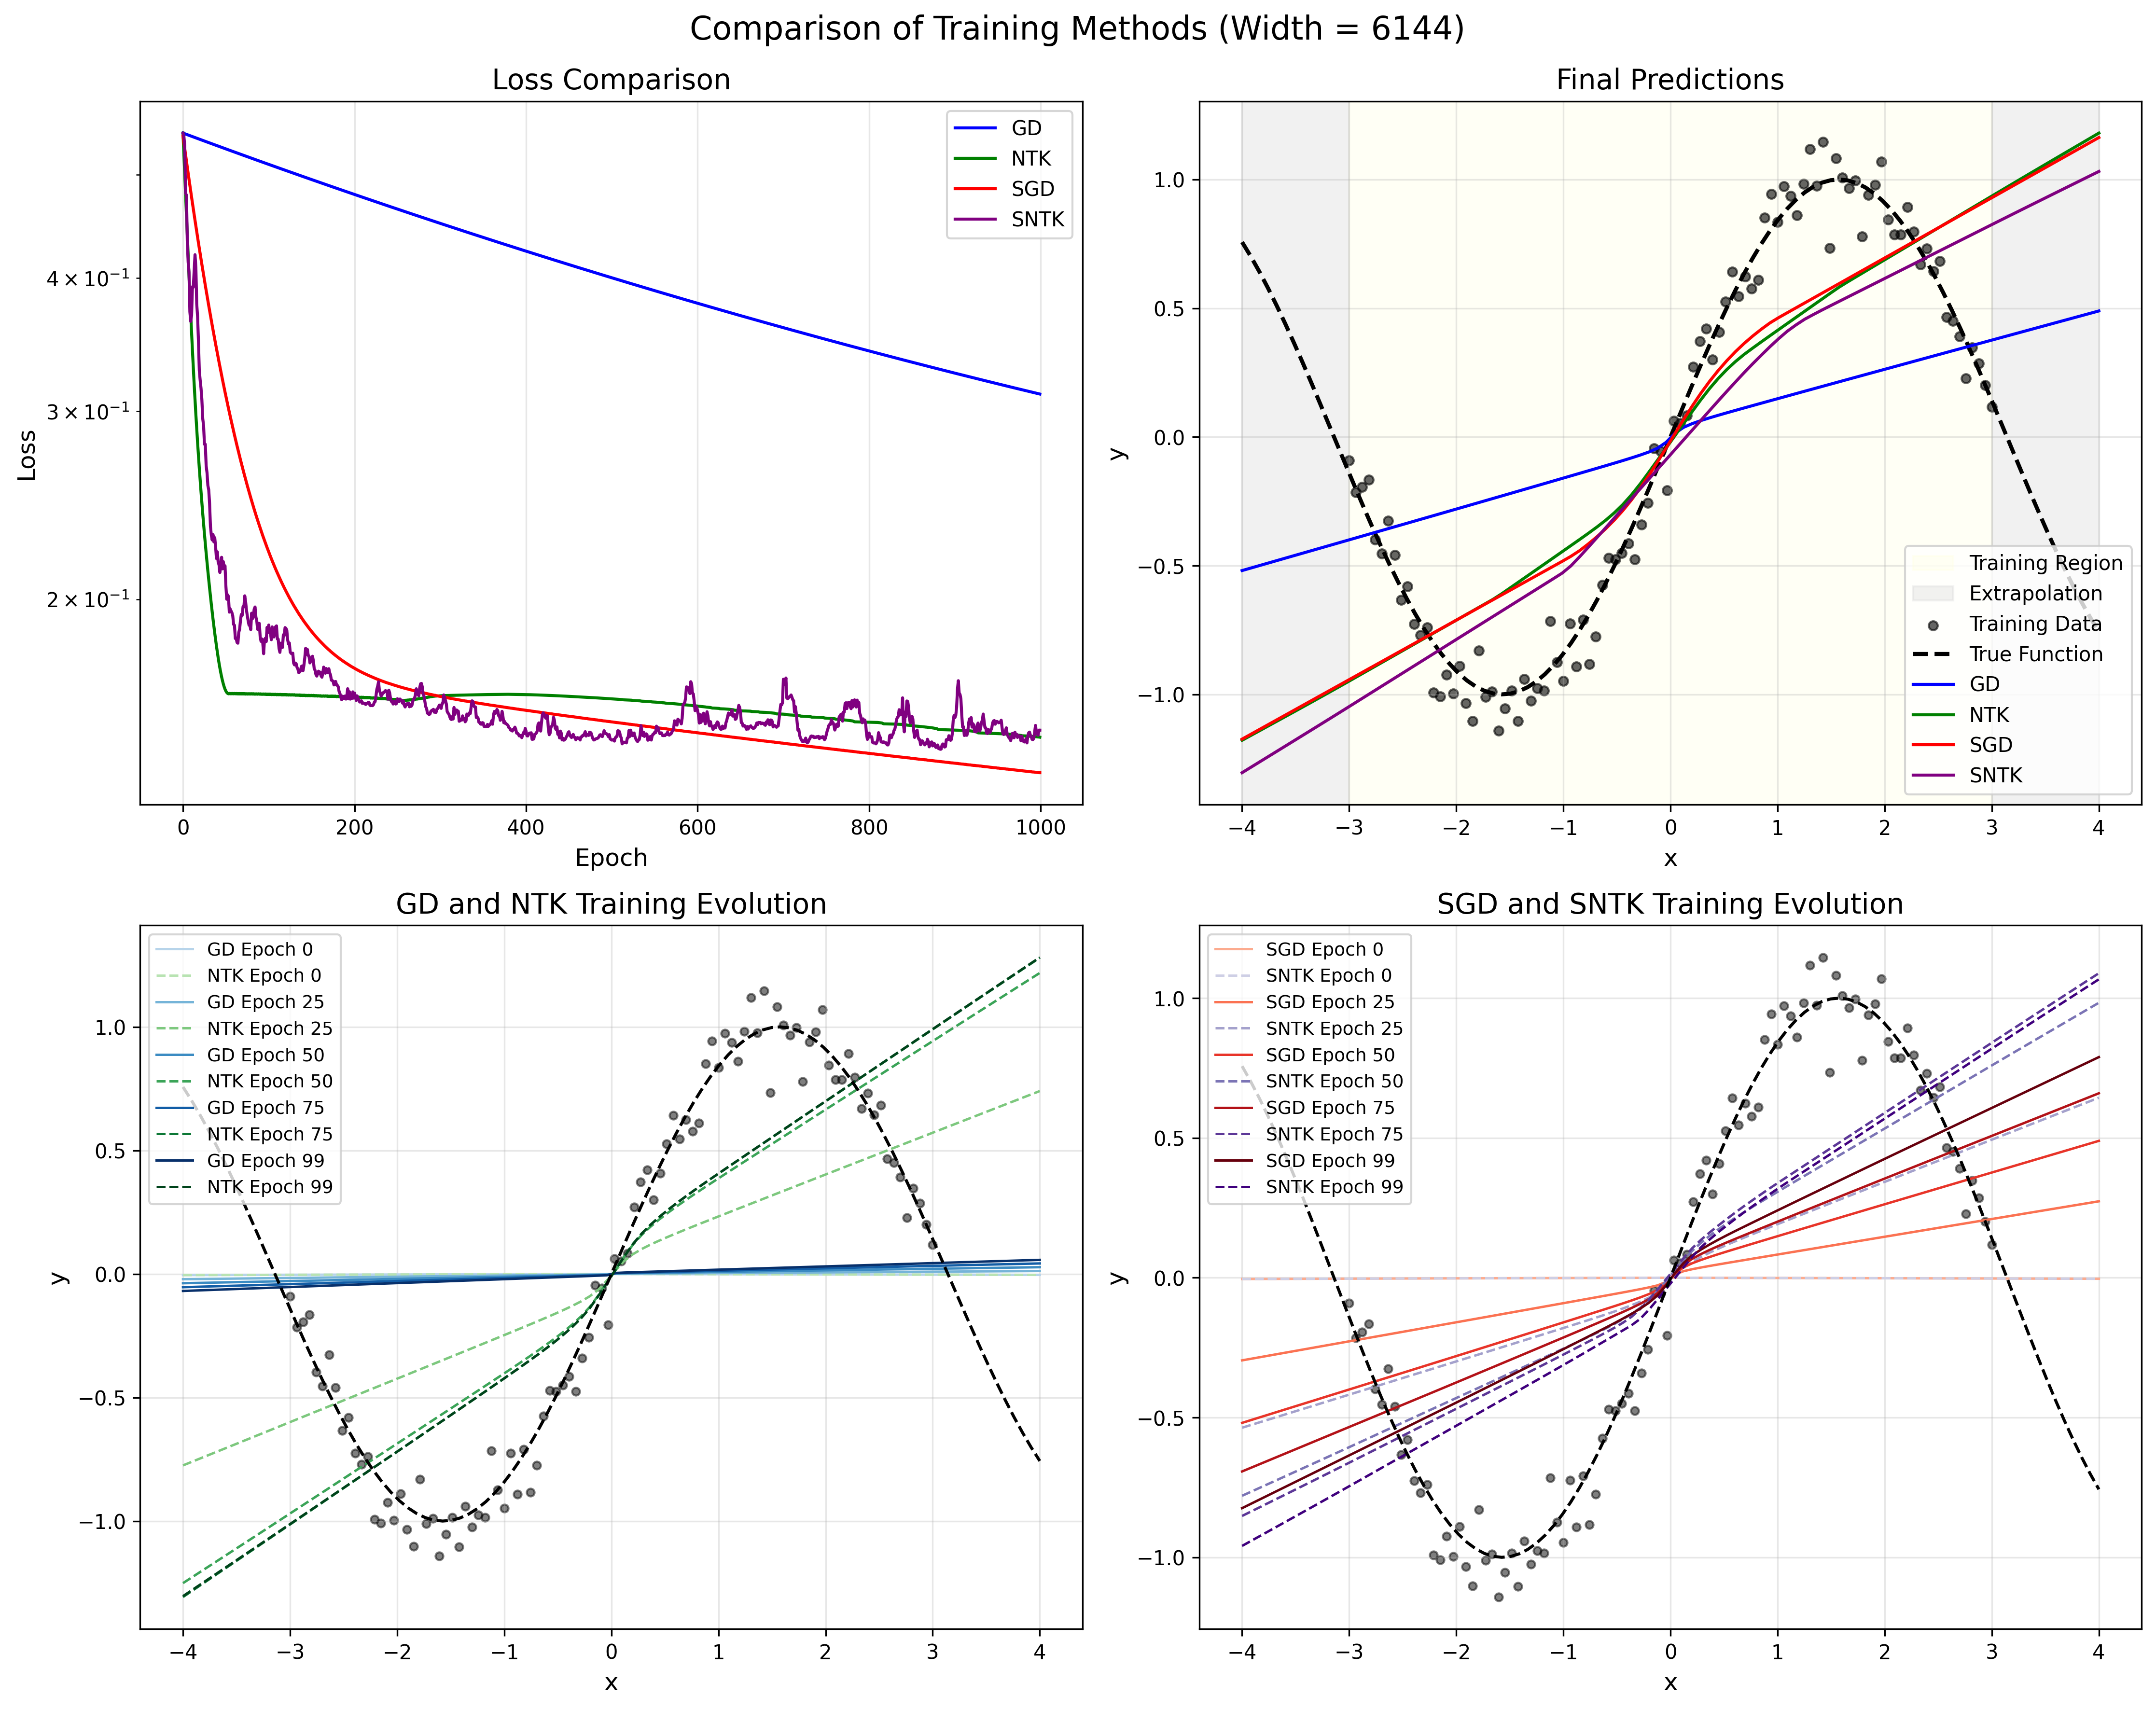 Comparison of Training Methods (Width = 6144)
Loss Comparison
GD
NTK
SGD
SNTK
4 × 10⁻¹
3 × 10⁻¹
2 × 10⁻¹
Loss
0 200 400 600 800 1000
Epoch
Final Predictions
1.0
0.5
0.0
−0.5
−1.0
y
Training Region
Extrapolation
Training Data
True Function
GD
NTK
SGD
SNTK
−4 −3 −2 −1 0 1 2 3 4
x
GD and NTK Training Evolution
GD Epoch 0
NTK Epoch 0
GD Epoch 25
NTK Epoch 25
GD Epoch 50
NTK Epoch 50
GD Epoch 75
NTK Epoch 75
GD Epoch 99
NTK Epoch 99
1.0
0.5
0.0
−0.5
−1.0
y
−4 −3 −2 −1 0 1 2 3 4
x
SGD and SNTK Training Evolution
SGD Epoch 0
SNTK Epoch 0
SGD Epoch 25
SNTK Epoch 25
SGD Epoch 50
SNTK Epoch 50
SGD Epoch 75
SNTK Epoch 75
SGD Epoch 99
SNTK Epoch 99
1.0
0.5
0.0
−0.5
−1.0
y
−4 −3 −2 −1 0 1 2 3 4
x